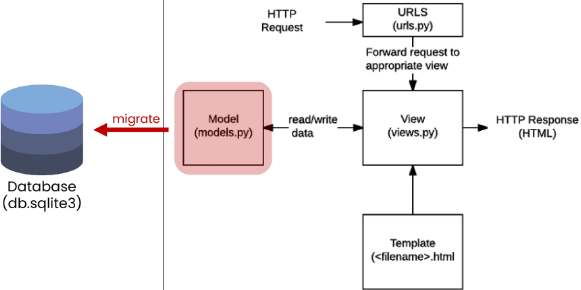 HTTP
Request
URLS
(urls.py)
Forward request to
appropriate view
migrate
Model
(models.py)
read/write
data
View
(views.py)
HTTP Response
(HTML)
Database
(db.sqlite3)
Template
(<filename>.html